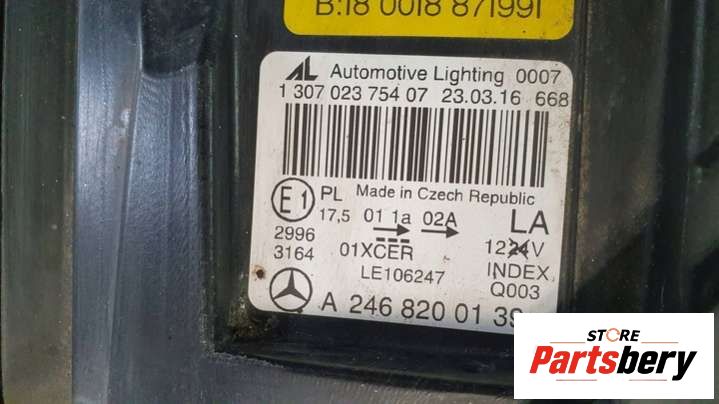 B:18 0018 871991
AL Automotive Lighting 0007
1 307 023 754 07 23.03.16 668
E1 PL Made in Czech Republic
17,5 01 1a 02A LA
2996
3164 01XCER 1224V
LE106247 INDEX
Q003
A 246 820 01 39
STORE
Partsbery